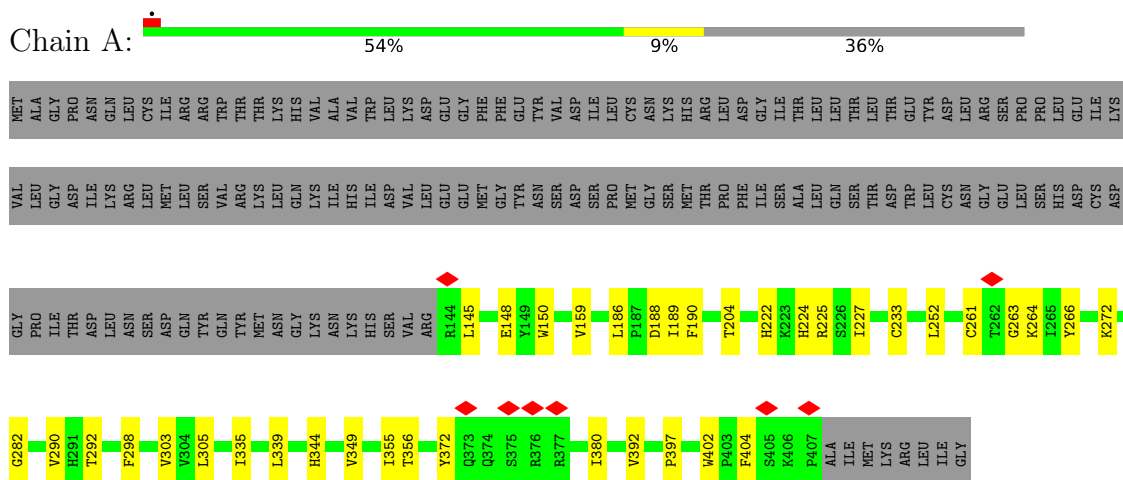 Chain A:
54% 9% 36%
MET ALA GLY PRO ASN GLN LEU CYS ILE ARG ARG TRP THR THR LYS HIS VAL ALA VAL TRP LEU LYS ASP GLU GLY PHE PHE GLU TYR VAL ASP ILE LEU CYS ASN LYS HIS ARG LEU ASP GLY ILE THR LEU LEU THR LEU THR GLU TYR ASP LEU ARG SER PRO PRO LEU GLU ILE LYS
VAL LEU GLY ASP ILE LYS ARG LEU MET LEU SER VAL ARG LYS LEU GLN LYS ILE HIS ILE ASP VAL LEU GLU GLU MET GLY TYR ASN SER ASP SER PRO MET GLY SER MET THR PRO PHE ILE SER ALA LEU GLN SER THR ASP TRP LEU CYS ASN GLY GLU LEU SER HIS ASP CYS ASP
GLY PRO ILE THR ASP LEU ASN SER ASP GLN TYR GLN TYR MET ASN GLY LYS ASN LYS HIS SER VAL ARG R144 L145 E148 Y149 W150 V159 L186 P187 D188 I189 F190 T204 H222 K223 H224 R225 S226 I227 C233 L252 C261 T262 G263 K264 I265 Y266 K272
G282 V290 H291 T292 F298 V303 V304 L305 I335 L339 H344 V349 I355 T356 Y372 Q373 Q374 S375 R376 R377 I380 V392 P397 W402 P403 F404 S405 K406 P407 ALA ILE MET LYS ARG LEU ILE GLY